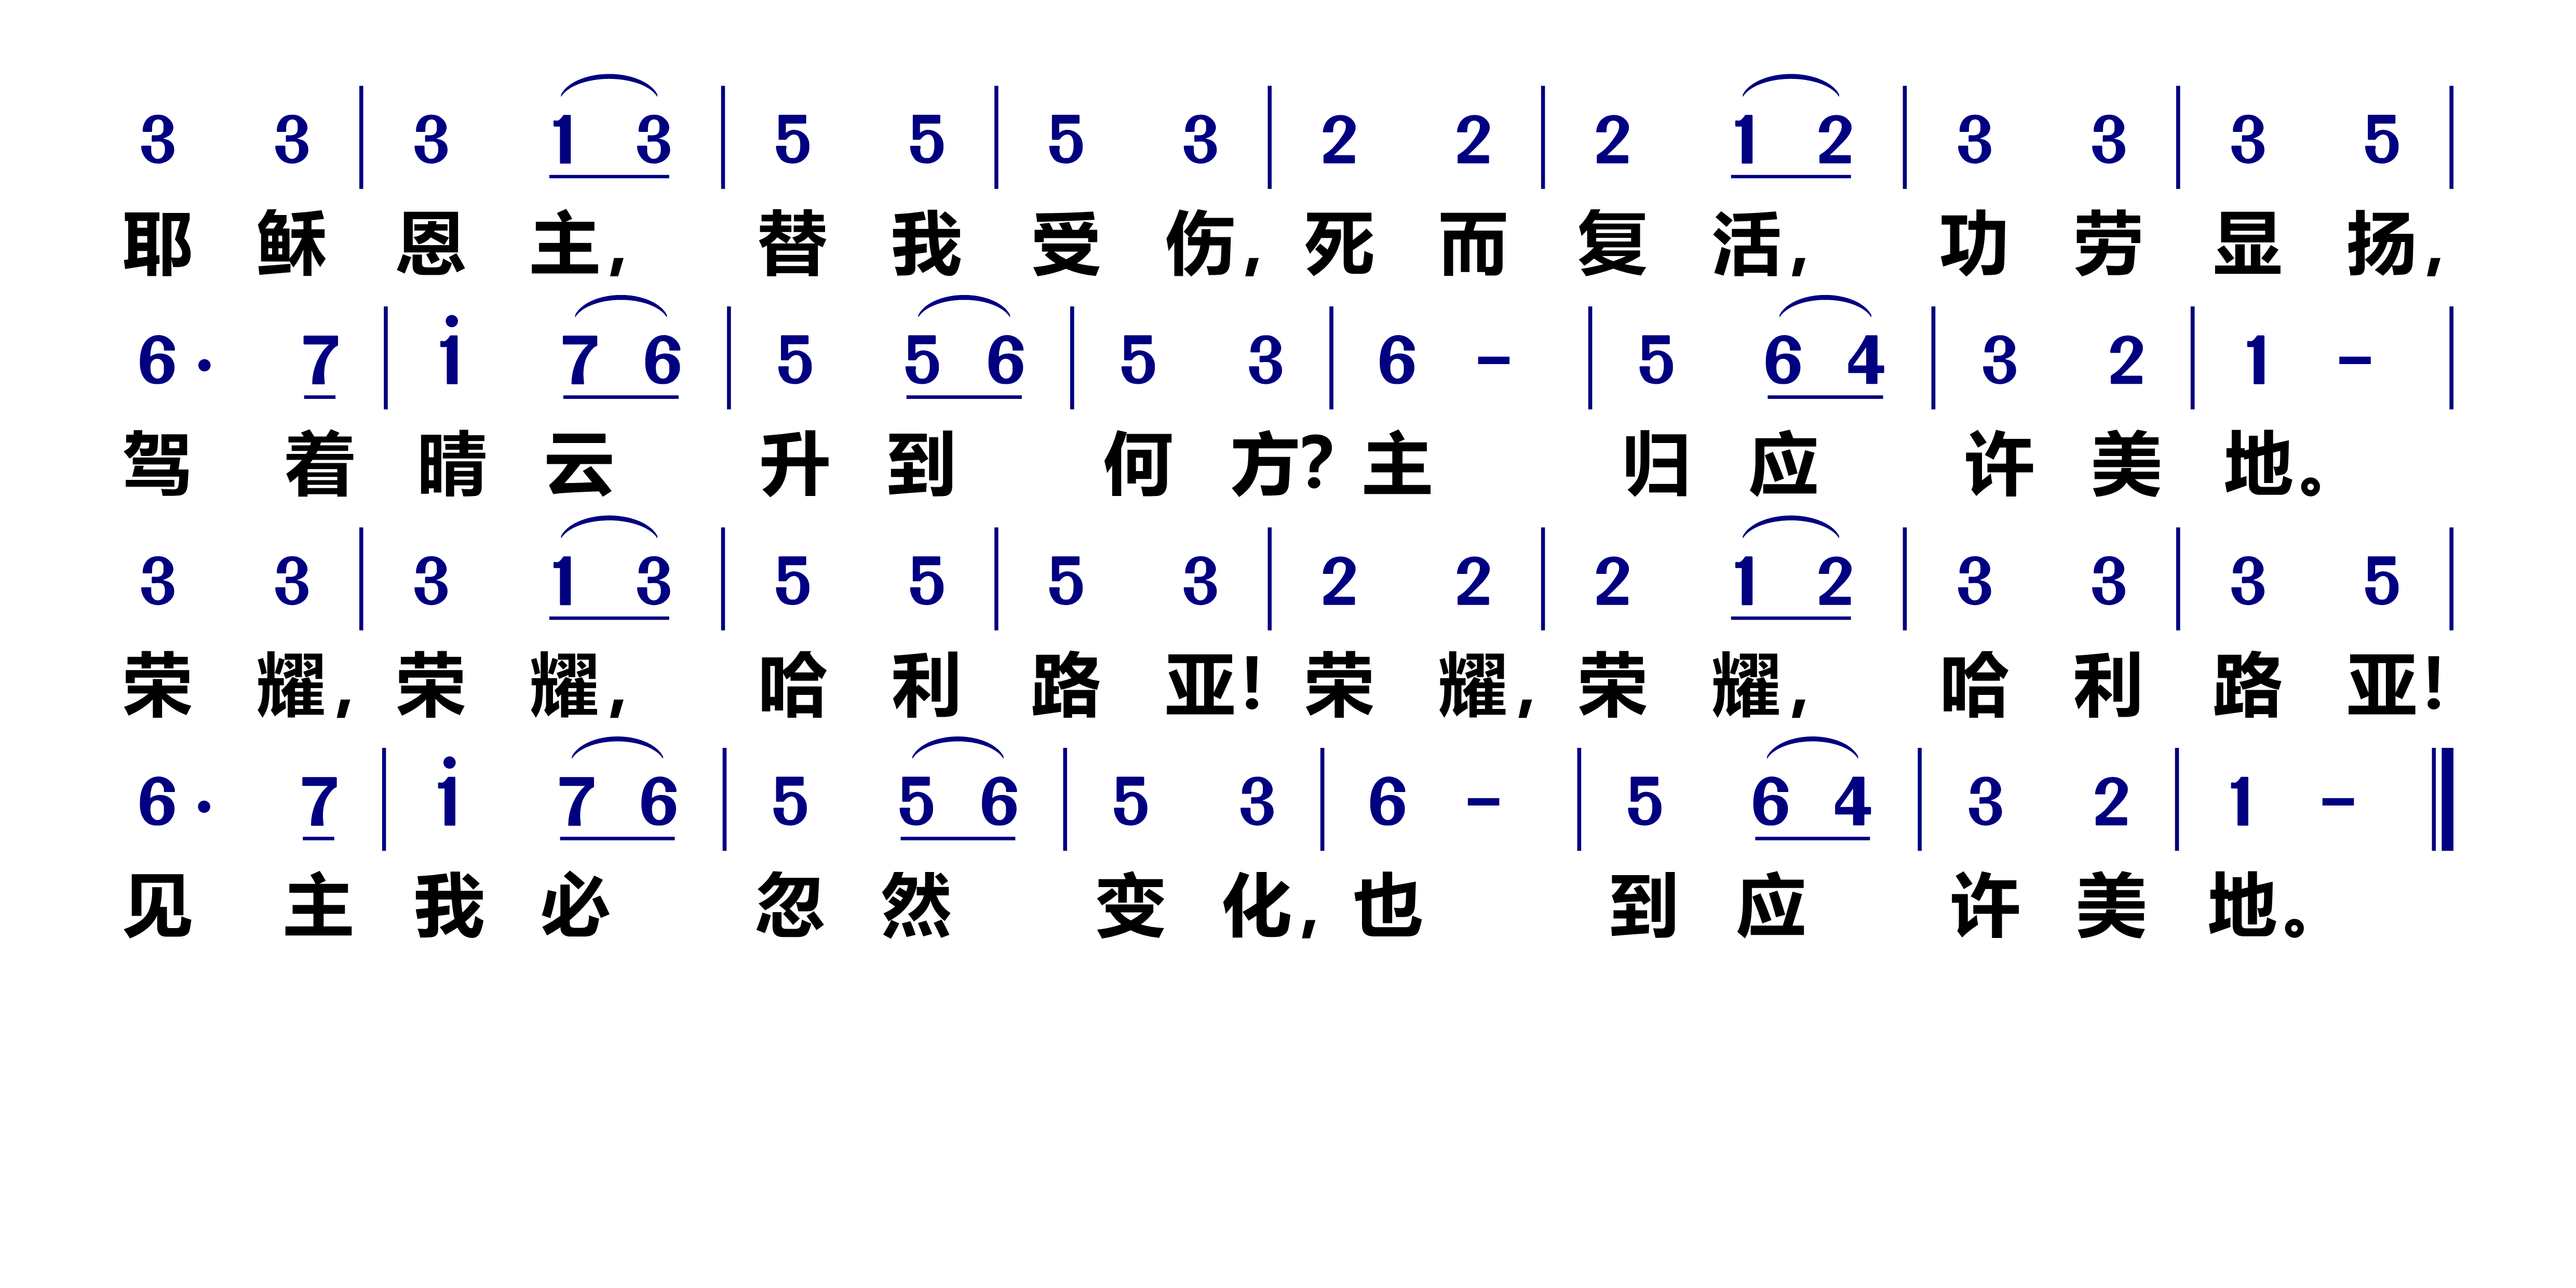 3 3 | 3 1 3 | 5 5 | 5 3 | 2 2 | 2 1 2 | 3 3 | 3 5 |
耶稣恩主，替我受伤，死而复活，功劳显扬，
6· 7 | i 7 6 | 5 5 6 | 5 3 | 6 - | 5 6 4 | 3 2 | 1 - |
驾着晴云升到何方？主归应许美地。
3 3 | 3 1 3 | 5 5 | 5 3 | 2 2 | 2 1 2 | 3 3 | 3 5 |
荣耀，荣耀，哈利路亚！荣耀，荣耀，哈利路亚！
6· 7 | i 7 6 | 5 5 6 | 5 3 | 6 - | 5 6 4 | 3 2 | 1 - ‖
见主我必忽然变化，也到应许美地。